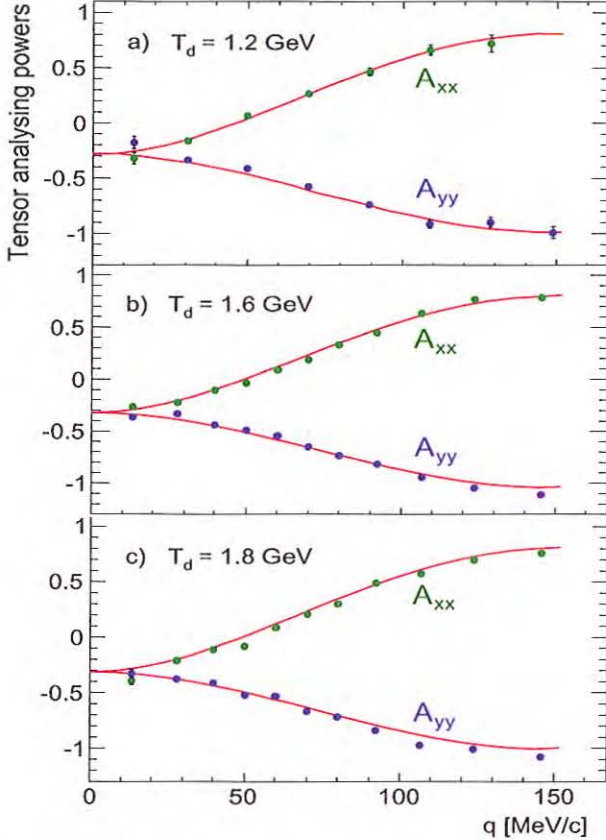 Tensor analysing powers
1
a) T_d = 1.2 GeV
0.5
A_xx
0
-0.5
A_yy
-1
1
b) T_d = 1.6 GeV
0.5
A_xx
0
-0.5
A_yy
-1
1
c) T_d = 1.8 GeV
0.5
A_xx
0
-0.5
A_yy
-1
0 50 100 150
q [MeV/c]